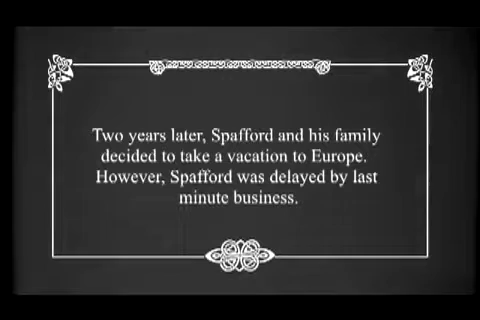 Two years later, Spafford and his family
decided to take a vacation to Europe.
However, Spafford was delayed by last
minute business.